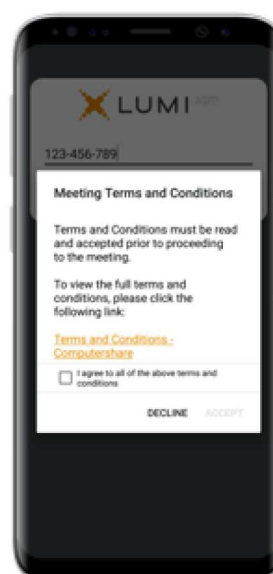 LUMI AGM
123-456-789
Meeting Terms and Conditions
Terms and Conditions must be read
and accepted prior to proceeding
to the meeting.
To view the full terms and
conditions, please click the
following link:
Terms and Conditions -
Computershare
I agree to all of the above terms and
conditions
DECLINE ACCEPT